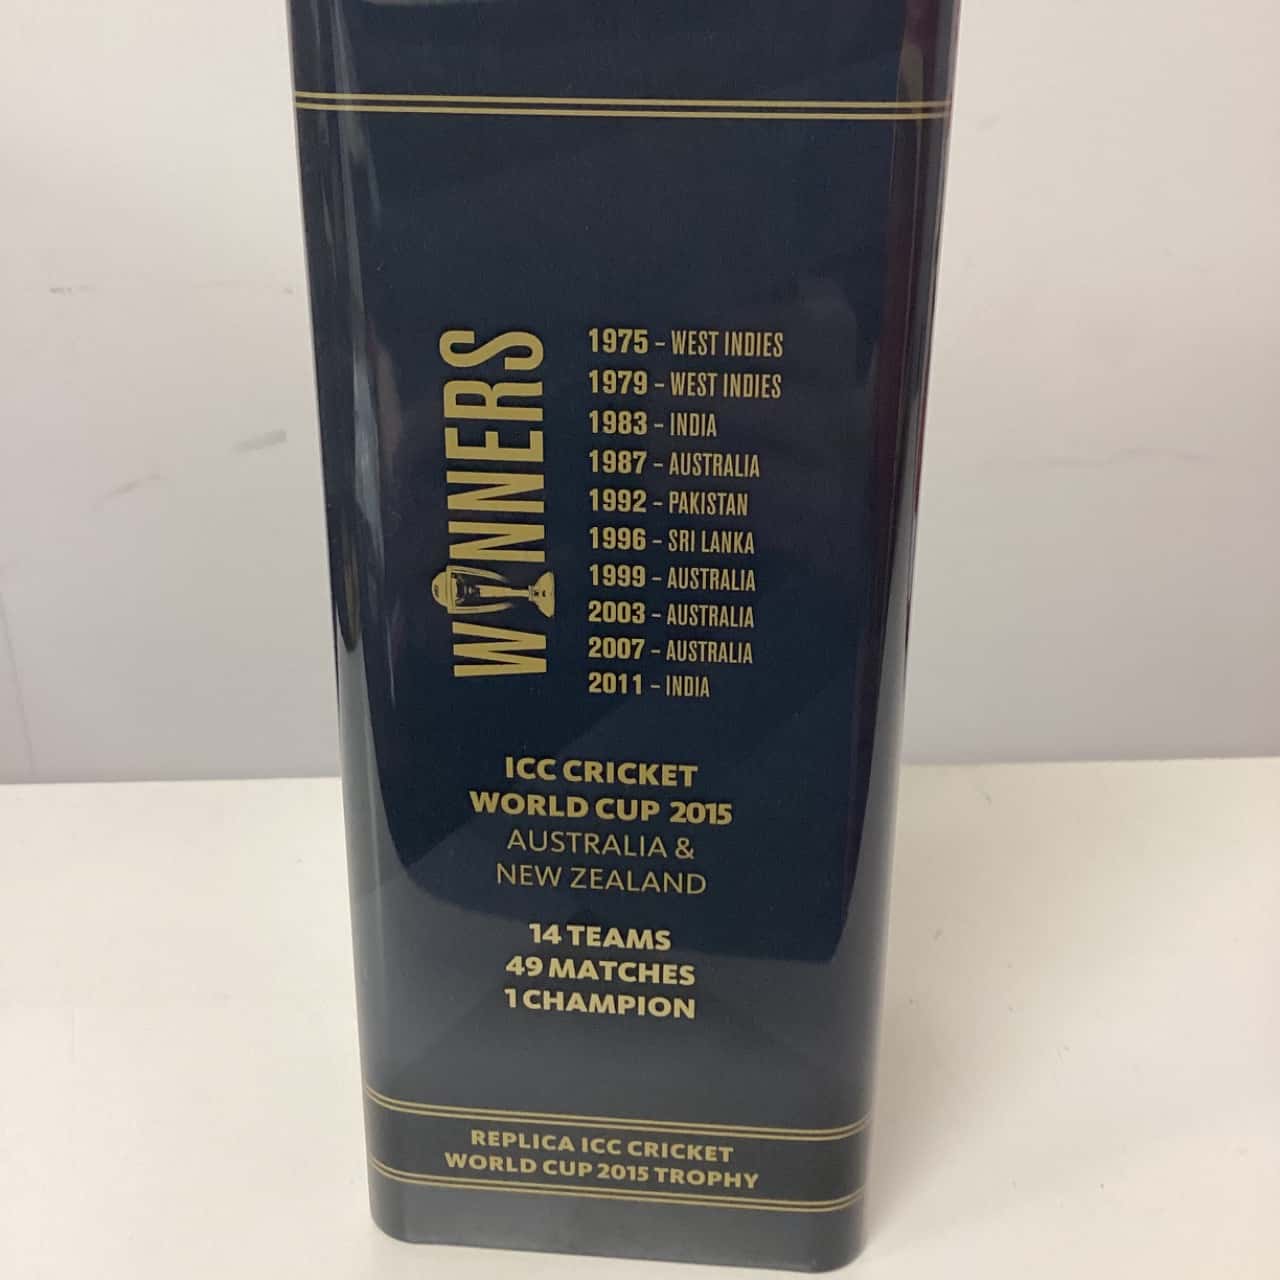 WINNERS
1975 – WEST INDIES
1979 – WEST INDIES
1983 – INDIA
1987 – AUSTRALIA
1992 – PAKISTAN
1996 – SRI LANKA
1999 – AUSTRALIA
2003 – AUSTRALIA
2007 – AUSTRALIA
2011 – INDIA
ICC CRICKET
WORLD CUP 2015
AUSTRALIA &
NEW ZEALAND
14 TEAMS
49 MATCHES
1 CHAMPION
REPLICA ICC CRICKET
WORLD CUP 2015 TROPHY